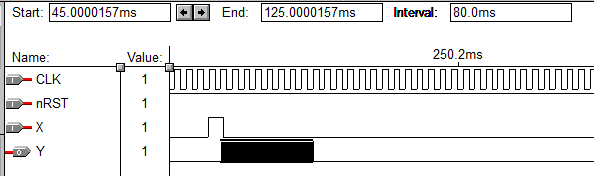 Start: 45.0000157ms End: 125.0000157ms Interval: 80.0ms
250.2ms
Name: Value:
CLK 1
nRST 1
X 1
Y 1